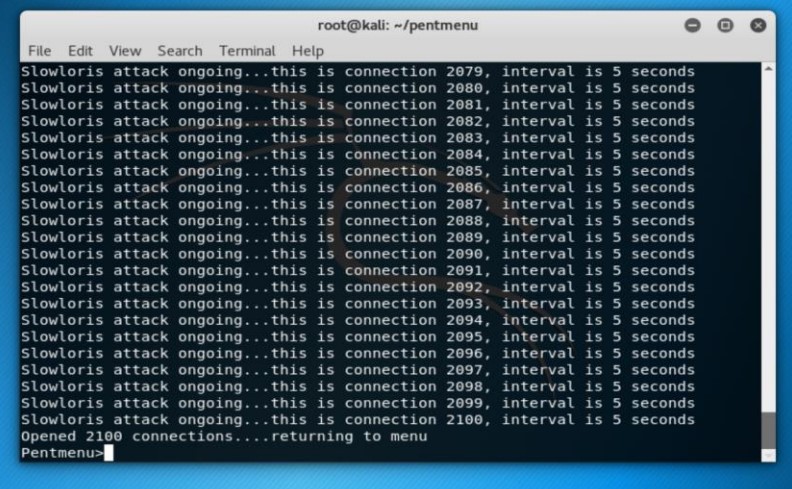 root@kali: ~/pentmenu
File Edit View Search Terminal Help
Slowloris attack ongoing...this is connection 2079, interval is 5 seconds
Slowloris attack ongoing...this is connection 2080, interval is 5 seconds
Slowloris attack ongoing...this is connection 2081, interval is 5 seconds
Slowloris attack ongoing...this is connection 2082, interval is 5 seconds
Slowloris attack ongoing...this is connection 2083, interval is 5 seconds
Slowloris attack ongoing...this is connection 2084, interval is 5 seconds
Slowloris attack ongoing...this is connection 2085, interval is 5 seconds
Slowloris attack ongoing...this is connection 2086, interval is 5 seconds
Slowloris attack ongoing...this is connection 2087, interval is 5 seconds
Slowloris attack ongoing...this is connection 2088, interval is 5 seconds
Slowloris attack ongoing...this is connection 2089, interval is 5 seconds
Slowloris attack ongoing...this is connection 2090, interval is 5 seconds
Slowloris attack ongoing...this is connection 2091, interval is 5 seconds
Slowloris attack ongoing...this is connection 2092, interval is 5 seconds
Slowloris attack ongoing...this is connection 2093, interval is 5 seconds
Slowloris attack ongoing...this is connection 2094, interval is 5 seconds
Slowloris attack ongoing...this is connection 2095, interval is 5 seconds
Slowloris attack ongoing...this is connection 2096, interval is 5 seconds
Slowloris attack ongoing...this is connection 2097, interval is 5 seconds
Slowloris attack ongoing...this is connection 2098, interval is 5 seconds
Slowloris attack ongoing...this is connection 2099, interval is 5 seconds
Slowloris attack ongoing...this is connection 2100, interval is 5 seconds
Opened 2100 connections....returning to menu
Pentmenu>